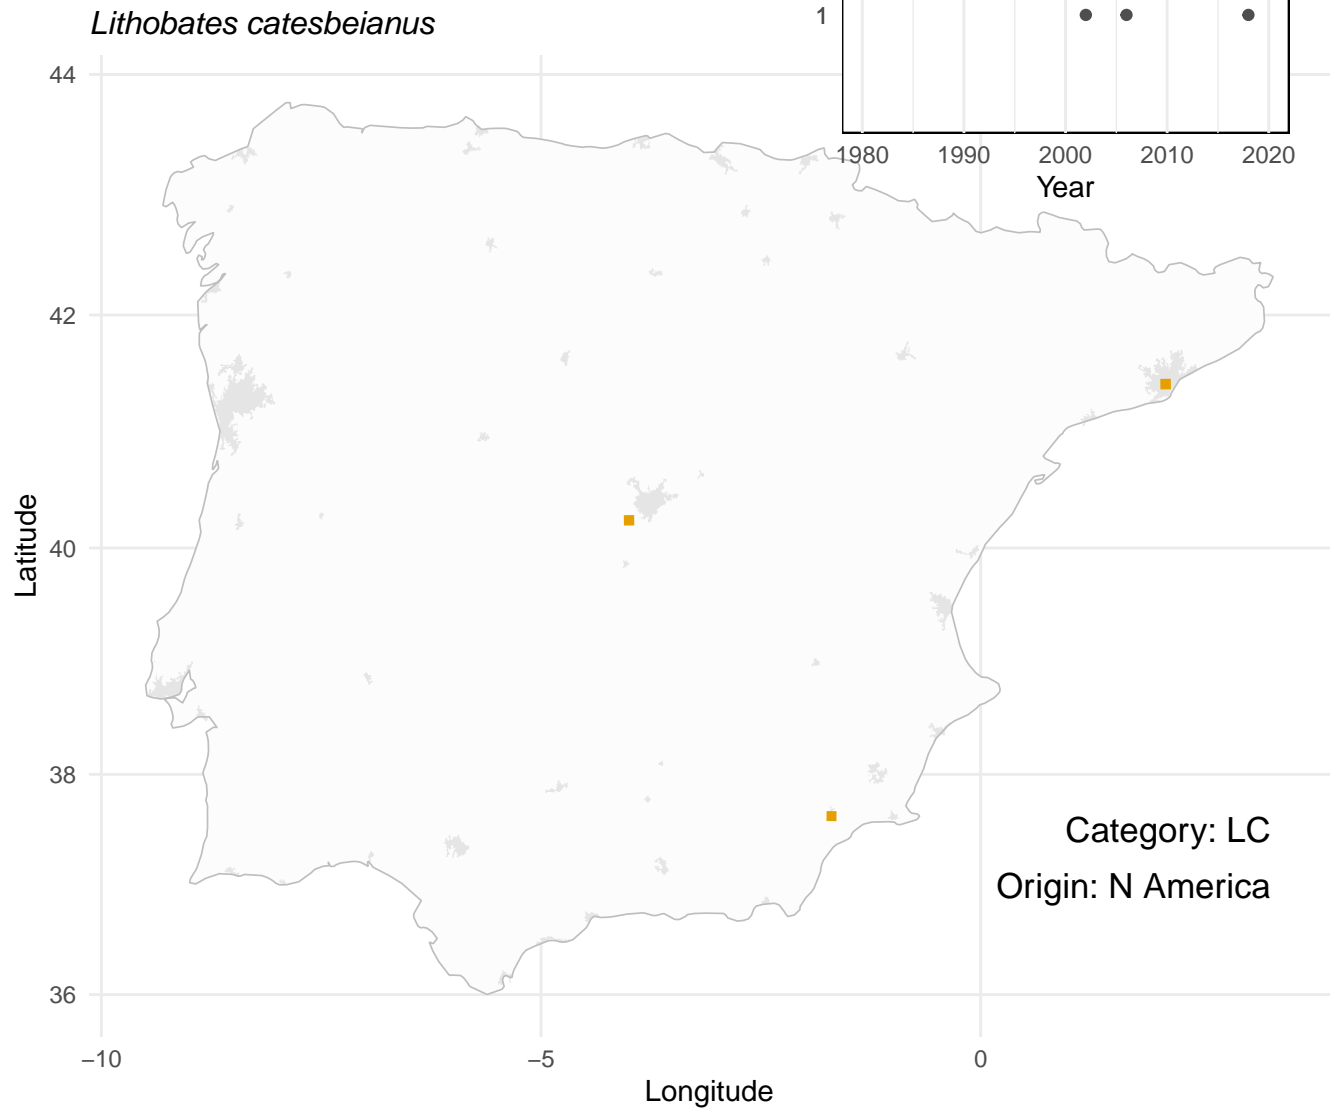 Lithobates catesbeianus
1
1980 1990 2000 2010 2020
Year
44
42
40
38
36
Latitude
Category: LC
Origin: N America
−10 −5 0
Longitude